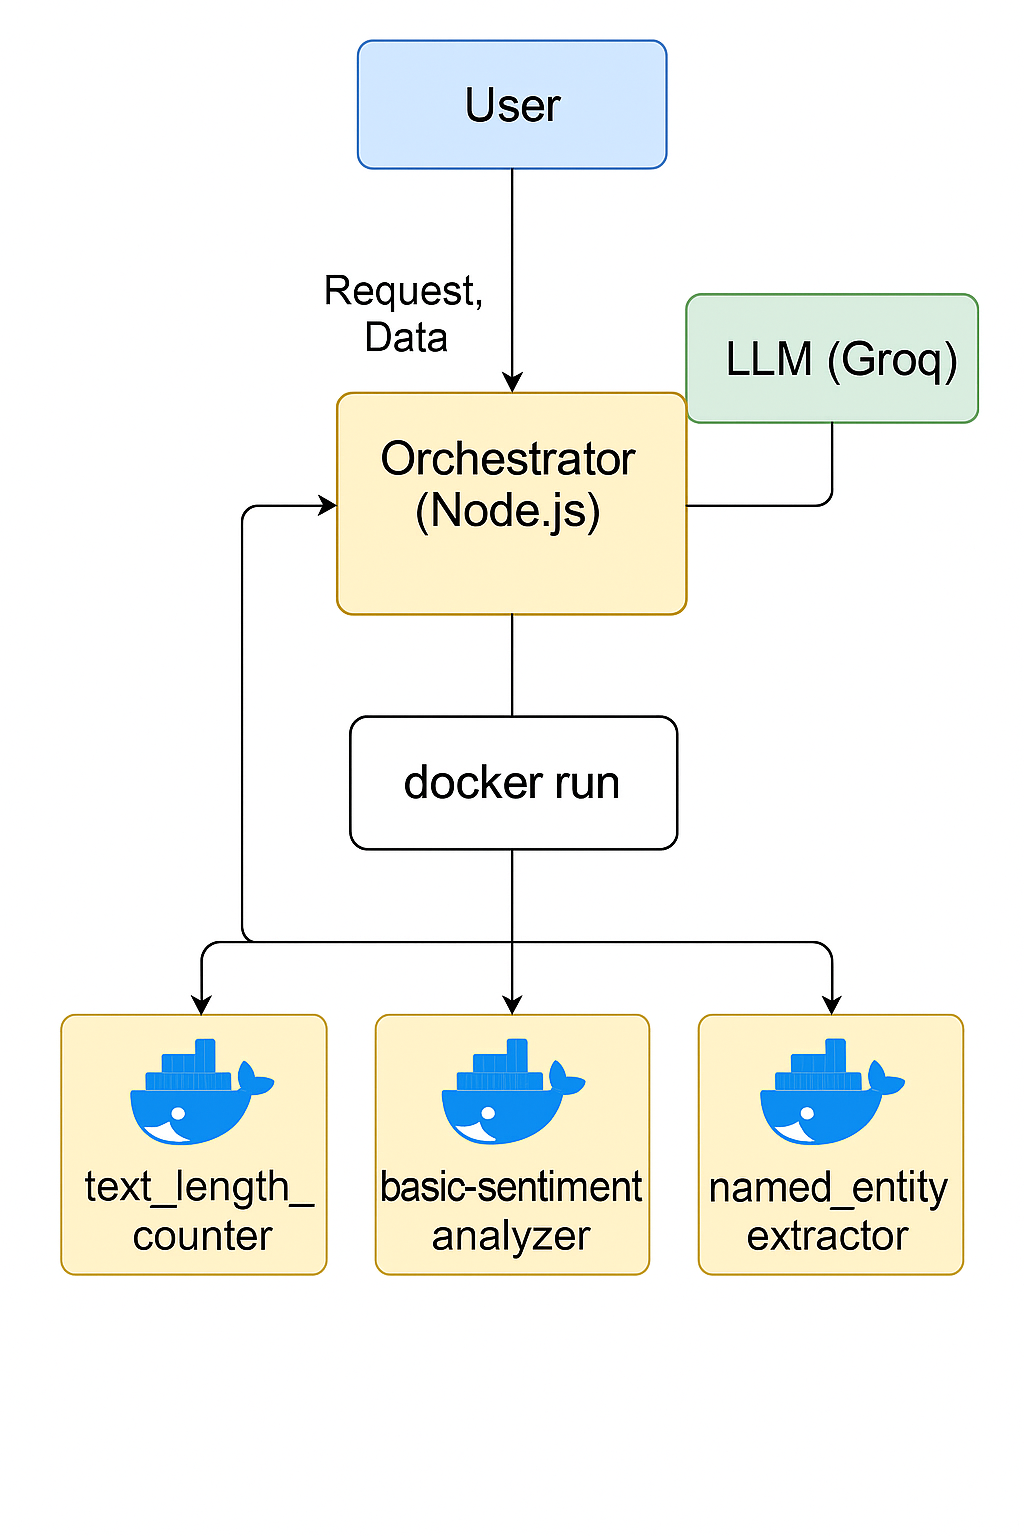 User
Request,
Data
LLM (Groq)
Orchestrator
(Node.js)
docker run
text_length_
counter
basic-sentiment
analyzer
named_entity
extractor